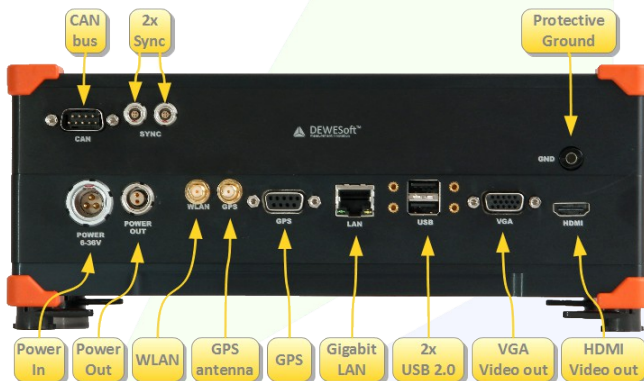 CAN
bus
2x
Sync
Protective
Ground
CAN
SYNC
DEWESoft™
GND
POWER
6-36V
POWER
OUT
WLAN
GPS
GPS
LAN
USB
VGA
HDMI
Power
In
Power
Out
WLAN
GPS
antenna
GPS
Gigabit
LAN
2x
USB 2.0
VGA
Video out
HDMI
Video out